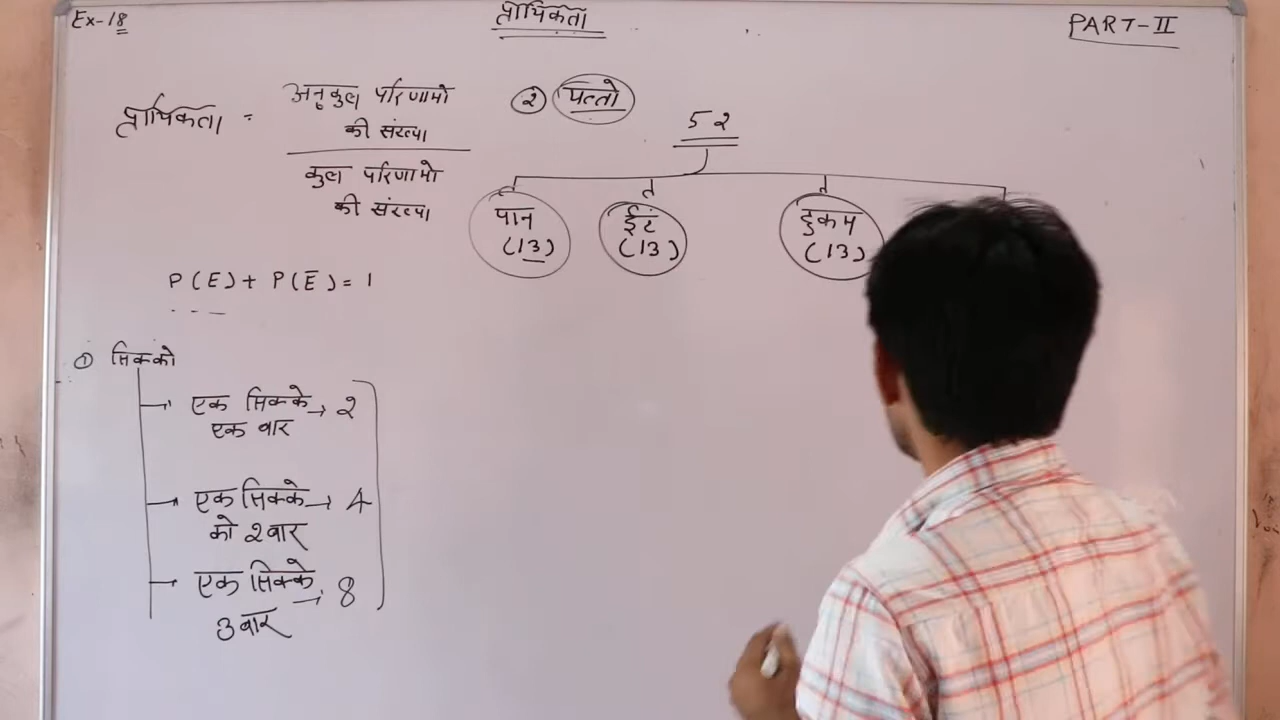 Ex-18
प्रायिकता
PART-II
प्रायिकता =
अनुकुल परिणामो
की संख्या
कुल परिणामो
की संख्या
P(E) + P(E̅) = 1
① सिक्को
एक सिक्के → 2
एक बार
एक सिक्के → 4
को 2 बार
एक सिक्के → 8
3 बार
② पत्तो
52
पान
(13)
ईंट
(13)
हुकम
(13)